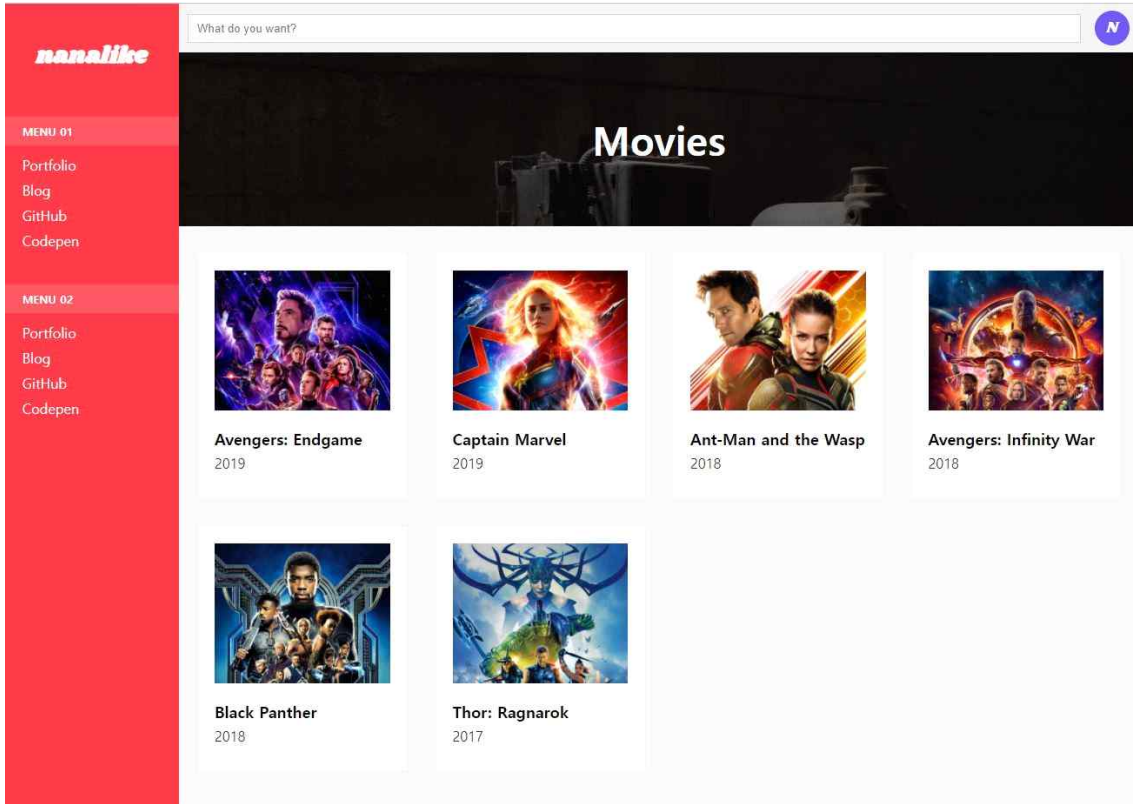 nanalike
What do you want?
N
Movies
MENU 01
Portfolio
Blog
GitHub
Codepen
MENU 02
Portfolio
Blog
GitHub
Codepen
Avengers: Endgame
2019
Captain Marvel
2019
Ant-Man and the Wasp
2018
Avengers: Infinity War
2018
Black Panther
2018
Thor: Ragnarok
2017